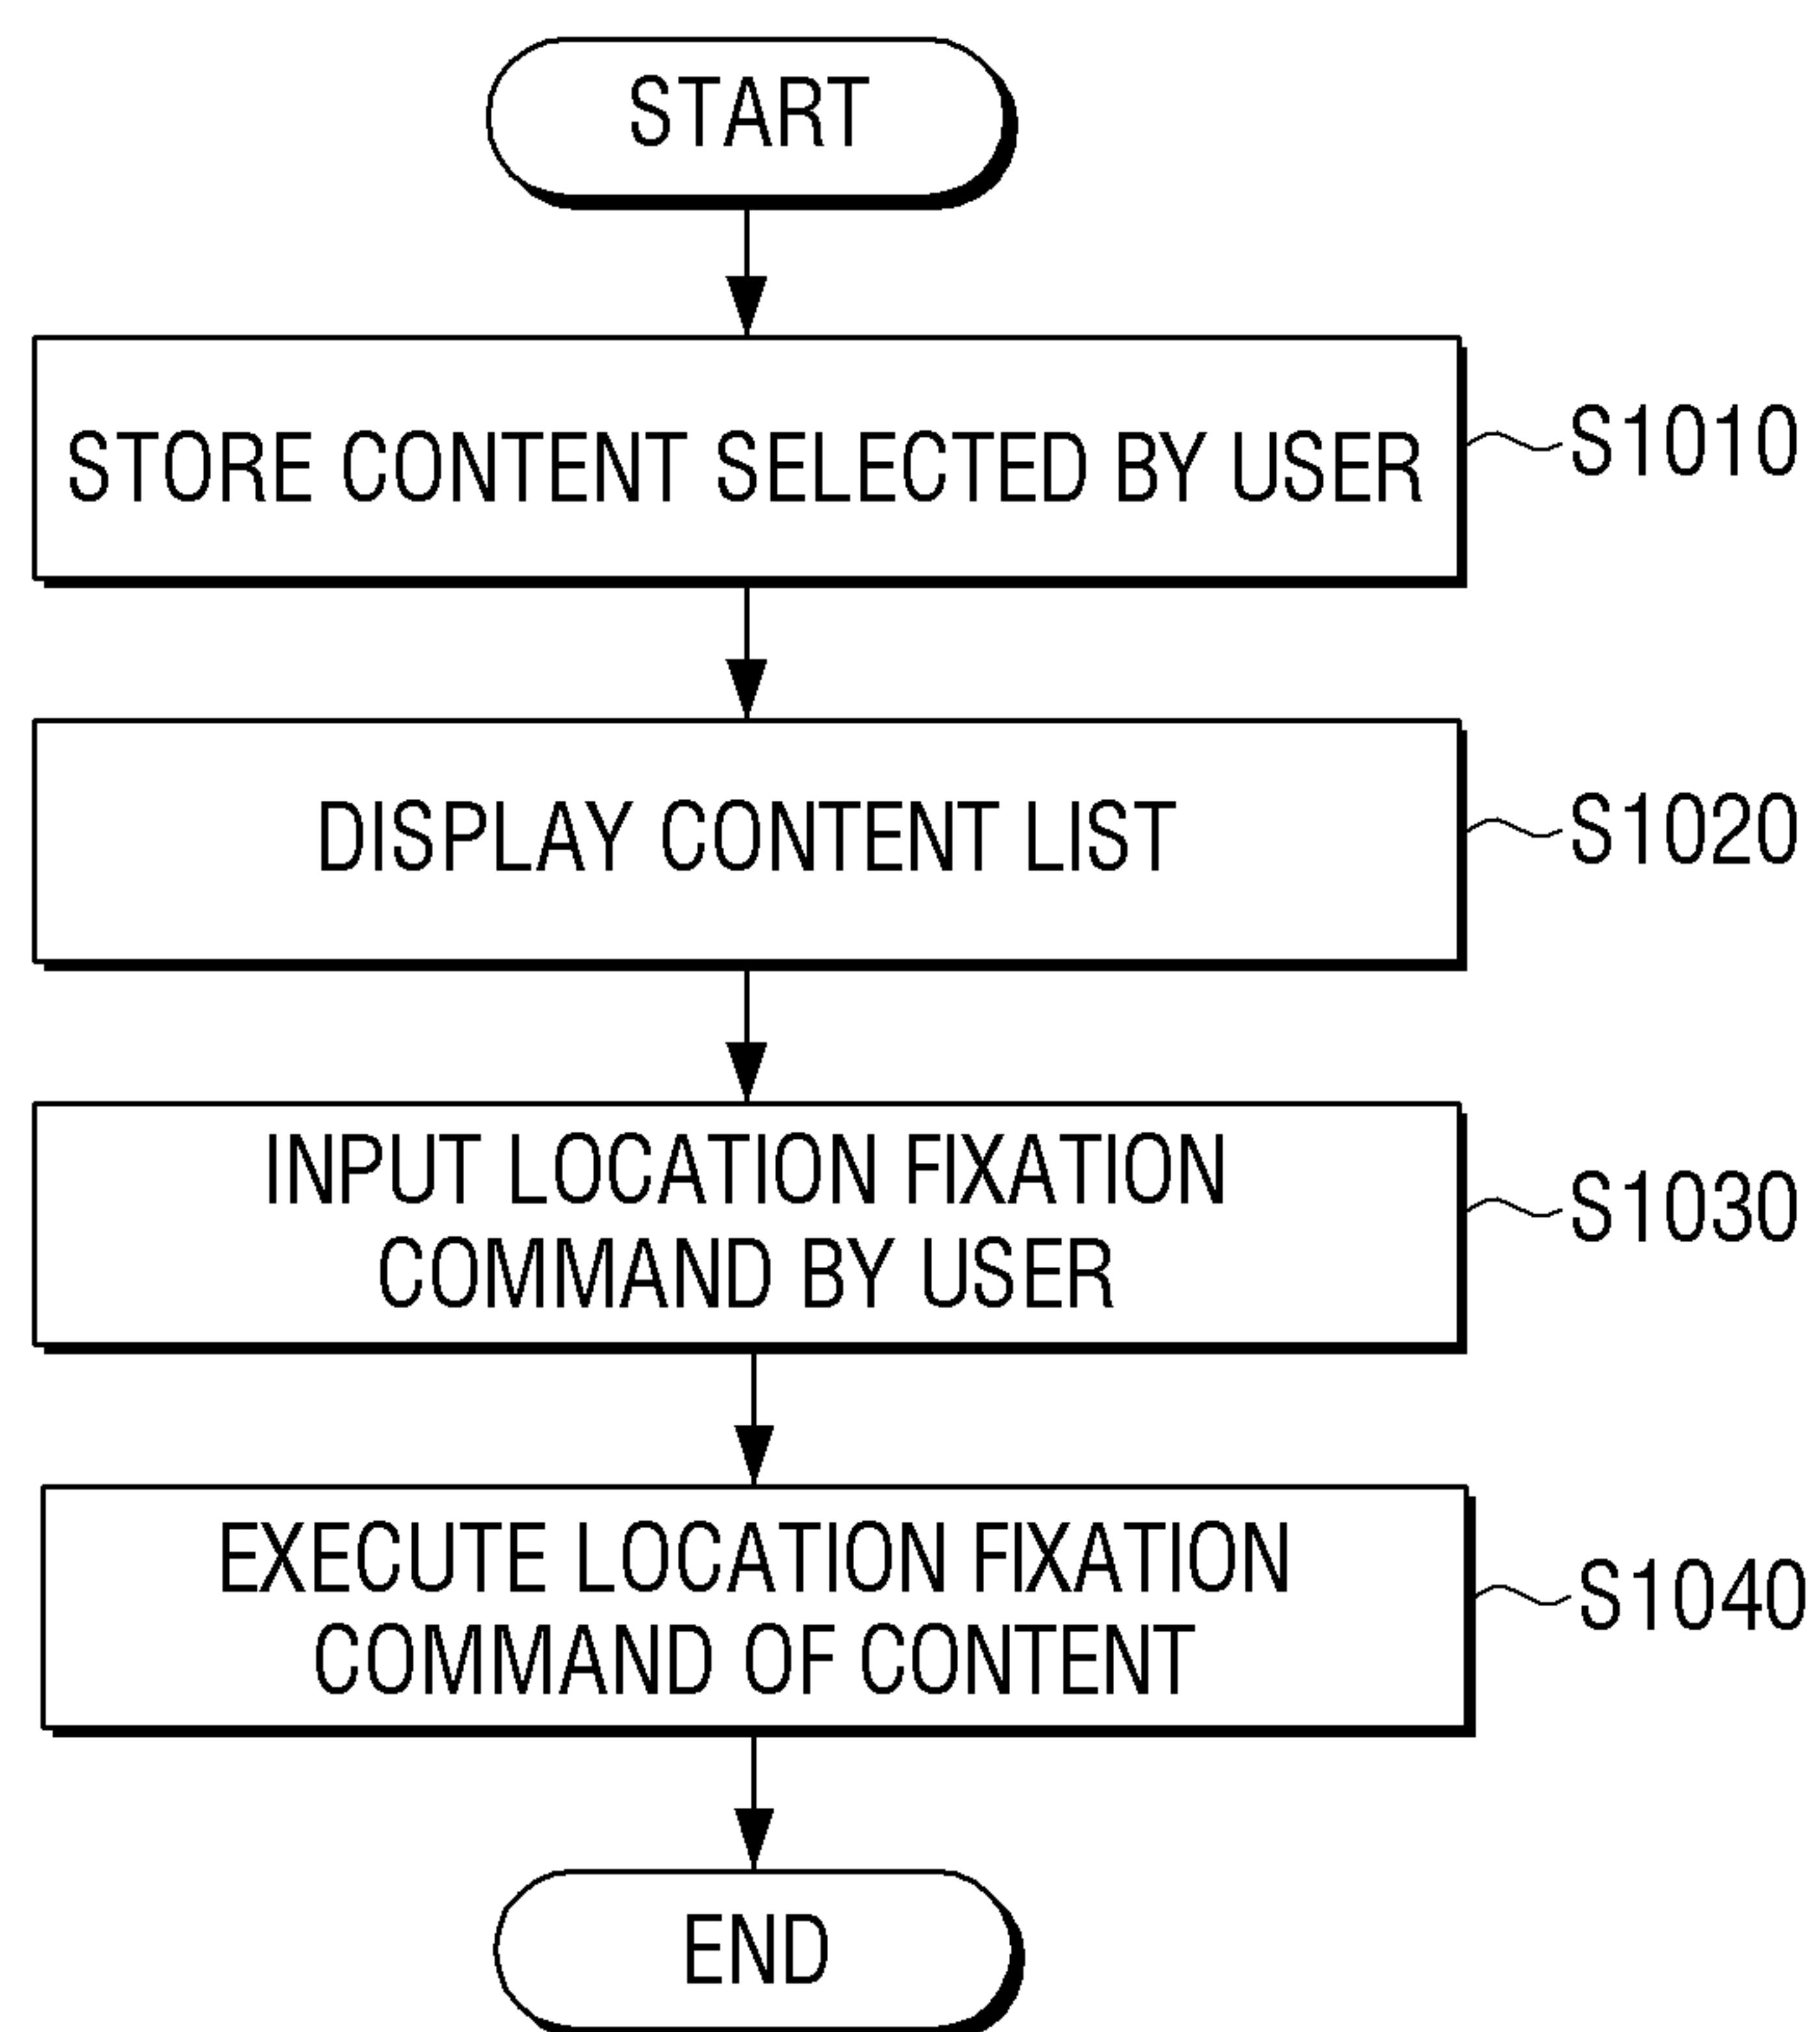 START
STORE CONTENT SELECTED BY USER
S1010
DISPLAY CONTENT LIST
S1020
INPUT LOCATION FIXATION
COMMAND BY USER
S1030
EXECUTE LOCATION FIXATION
COMMAND OF CONTENT
S1040
END